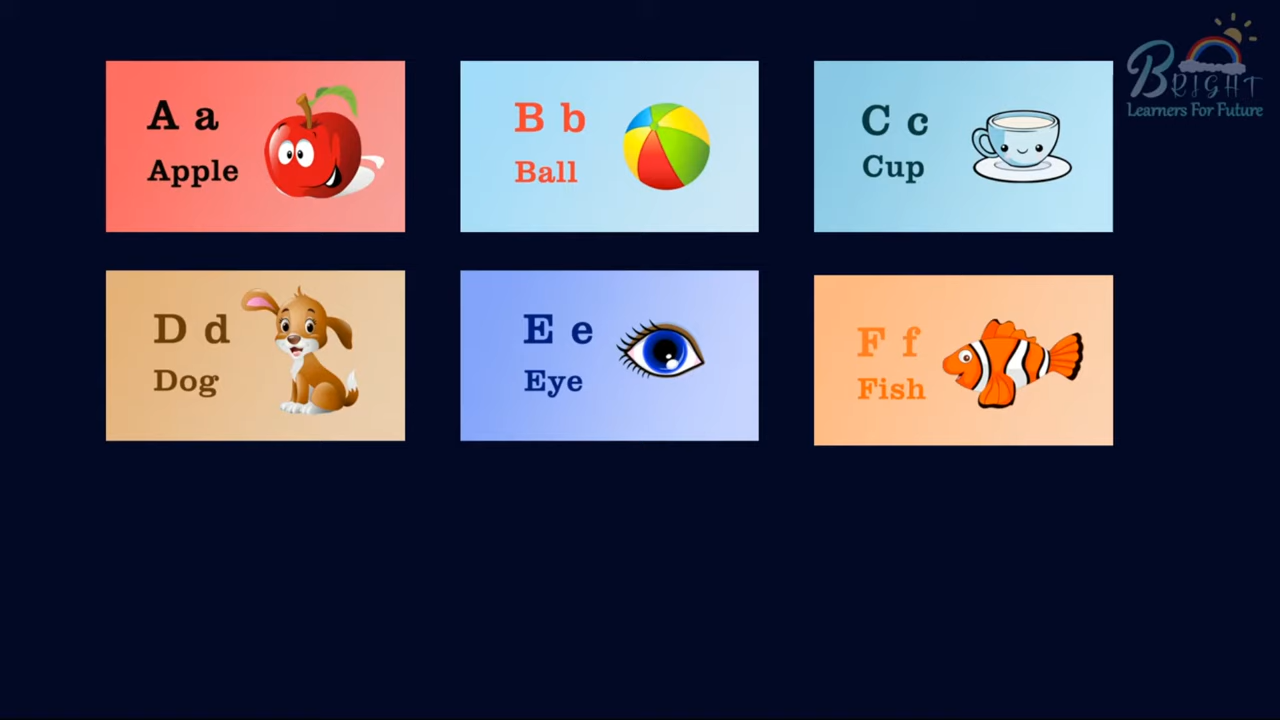 A a
Apple
B b
Ball
C c
Cup
BRIGHT
Learners For Future
D d
Dog
E e
Eye
F f
Fish